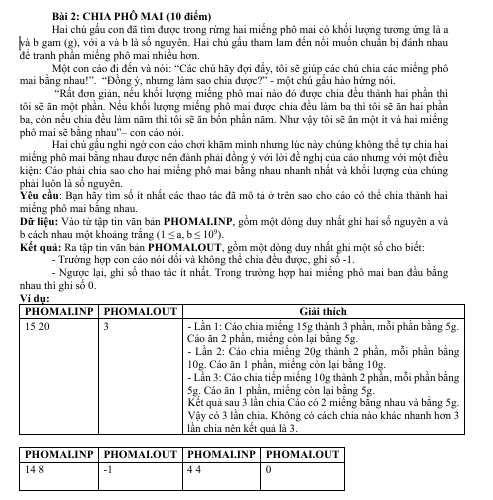 Bài 2: CHIA PHÔ MAI (10 điểm)
Hai chú gấu con đã tìm được trong rừng hai miếng phô mai có khối lượng tương ứng là a
và b gam (g), với a và b là số nguyên. Hai chú gấu tham lam đến nỗi muốn chuẩn bị đánh nhau
để tranh phần miếng phô mai nhiều hơn.
Một con cáo đi đến và nói: “Các chú hãy đợi đấy, tôi sẽ giúp các chú chia các miếng phô
mai bằng nhau!”. “Đồng ý, nhưng làm sao chia được?” - một chú gấu hào hứng nói.
“Rất đơn giản, nếu khối lượng miếng phô mai nào đó được chia đều thành hai phần thì
tôi sẽ ăn một phần. Nếu khối lượng miếng phô mai được chia đều làm ba thì tôi sẽ ăn hai phần
ba, còn nếu chia đều làm năm thì tôi sẽ ăn bốn phần năm. Như vậy tôi sẽ ăn một ít và hai miếng
phô mai sẽ bằng nhau”– con cáo nói.
Hai chú gấu nghi ngờ con cáo chơi khăm mình nhưng lúc này chúng không thể tự chia hai
miếng phô mai bằng nhau được nên đành phải đồng ý với lời đề nghị của cáo nhưng với một điều
kiện: Cáo phải chia sao cho hai miếng phô mai bằng nhau nhanh nhất và khối lượng của chúng
phải luôn là số nguyên.
Yêu cầu: Bạn hãy tìm số ít nhất các thao tác đã mô tả ở trên sao cho cáo có thể chia thành hai
miếng phô mai bằng nhau.
Dữ liệu: Vào từ tập tin văn bản PHOMAI.INP, gồm một dòng duy nhất ghi hai số nguyên a và
b cách nhau một khoảng trắng (1 ≤ a, b ≤ 10⁹).
Kết quả: Ra tập tin văn bản PHOMAI.OUT, gồm một dòng duy nhất ghi một số cho biết:
- Trường hợp con cáo nói dối và không thể chia đều được, ghi số -1.
- Ngược lại, ghi số thao tác ít nhất. Trong trường hợp hai miếng phô mai ban đầu bằng
nhau thì ghi số 0.
Ví dụ:
PHOMAI.INP PHOMAI.OUT Giải thích
15 20 3 - Lần 1: Cáo chia miếng 15g thành 3 phần, mỗi phần bằng 5g.
Cáo ăn 2 phần, miếng còn lại bằng 5g.
- Lần 2: Cáo chia miếng 20g thành 2 phần, mỗi phần bằng
10g. Cáo ăn 1 phần, miếng còn lại bằng 10g.
- Lần 3: Cáo chia tiếp miếng 10g thành 2 phần, mỗi phần bằng
5g. Cáo ăn 1 phần, miếng còn lại bằng 5g.
Kết quả sau 3 lần chia Cáo có 2 miếng bằng nhau và bằng 5g.
Vậy có 3 lần chia. Không có cách chia nào khác nhanh hơn 3
lần chia nên kết quả là 3.
PHOMAI.INP PHOMAI.OUT PHOMAI.INP PHOMAI.OUT
14 8 -1 4 4 0